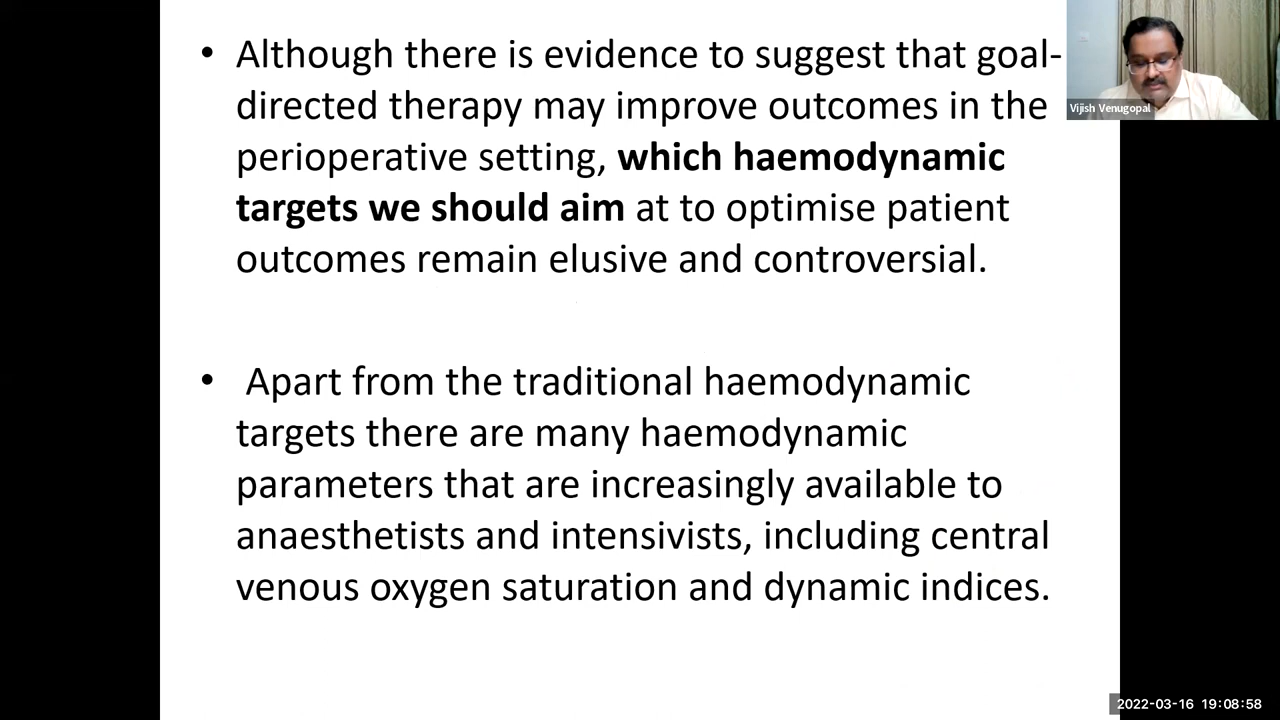 • Although there is evidence to suggest that goal-
directed therapy may improve outcomes in the
perioperative setting, which haemodynamic
targets we should aim at to optimise patient
outcomes remain elusive and controversial.
• Apart from the traditional haemodynamic
targets there are many haemodynamic
parameters that are increasingly available to
anaesthetists and intensivists, including central
venous oxygen saturation and dynamic indices.
Vijish Venugopal
2022-03-16 19:08:58